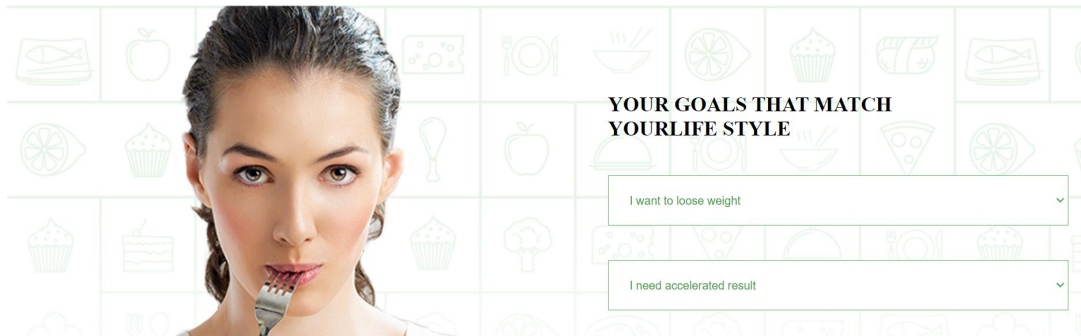 YOUR GOALS THAT MATCH
YOURLIFE STYLE
I want to loose weight
I need accelerated result